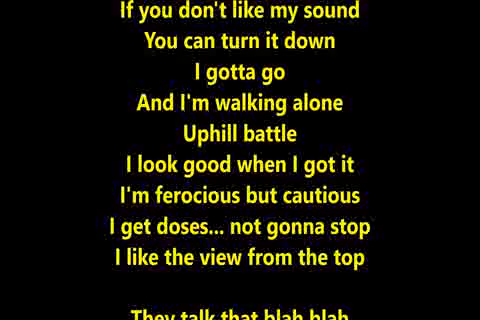 If you don't like my sound
You can turn it down
I gotta go
And I'm walking alone
Uphill battle
I look good when I got it
I'm ferocious but cautious
I get doses... not gonna stop
I like the view from the top
They talk that blah blah